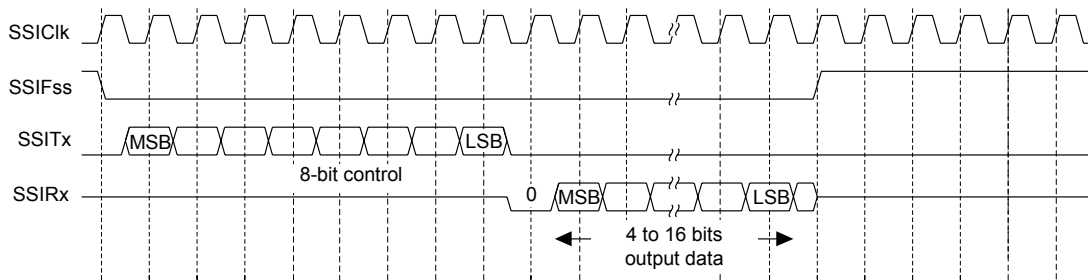 SSIClk
SSIFss
SSITx
MSB
LSB
8-bit control
SSIRx
0
MSB
LSB
4 to 16 bits
output data